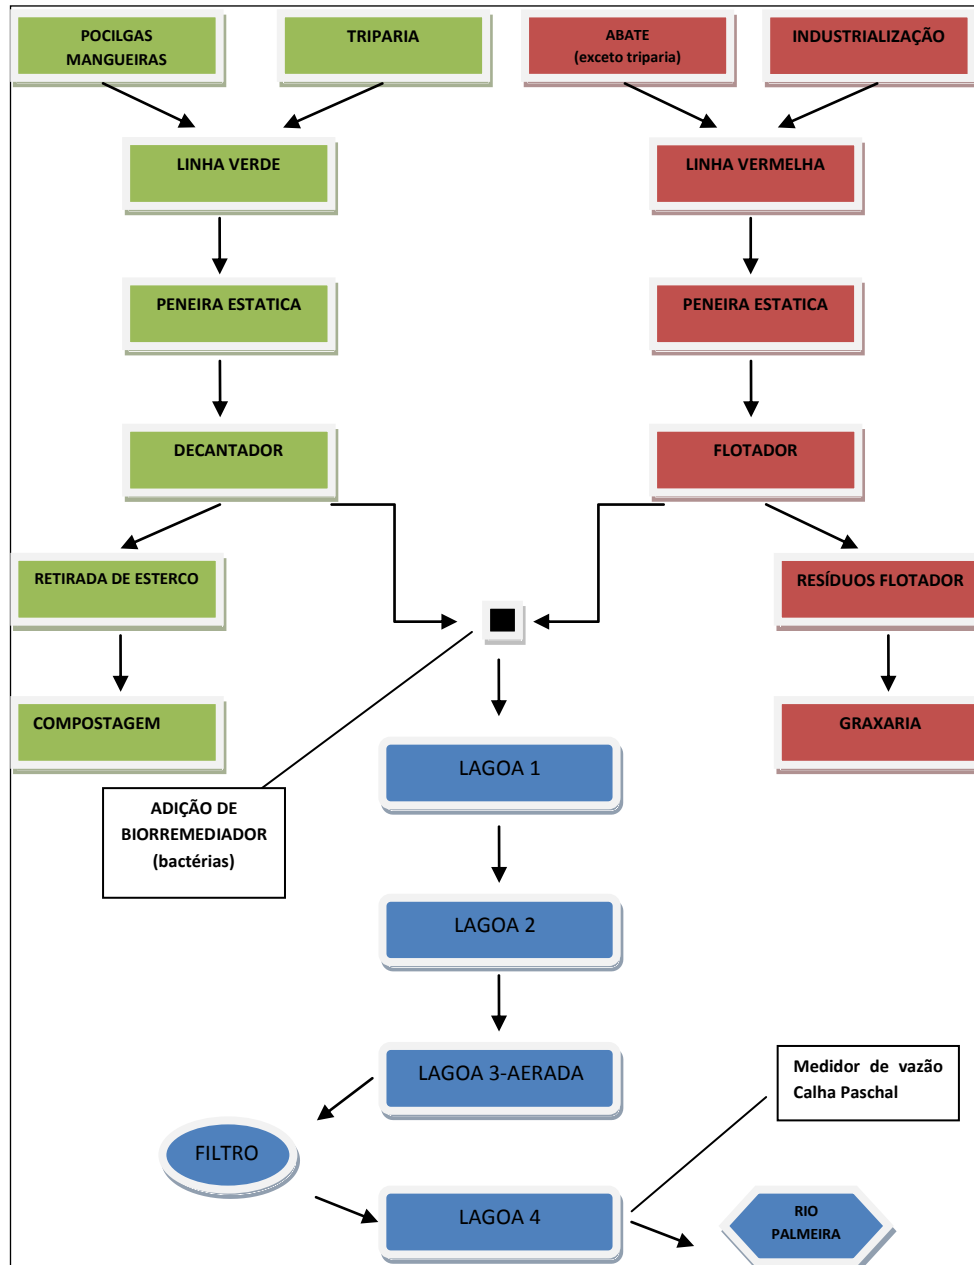 POCILGAS
MANGUEIRAS
TRIPARIA
ABATE
(exceto triparia)
INDUSTRIALIZAÇÃO
LINHA VERDE
LINHA VERMELHA
PENEIRA ESTATICA
PENEIRA ESTATICA
DECANTADOR
FLOTADOR
RETIRADA DE ESTERCO
RESÍDUOS FLOTADOR
COMPOSTAGEM
GRAXARIA
LAGOA 1
ADIÇÃO DE
BIORREMEDIADOR
(bactérias)
LAGOA 2
LAGOA 3-AERADA
Medidor de vazão
Calha Paschal
FILTRO
LAGOA 4
RIO
PALMEIRA